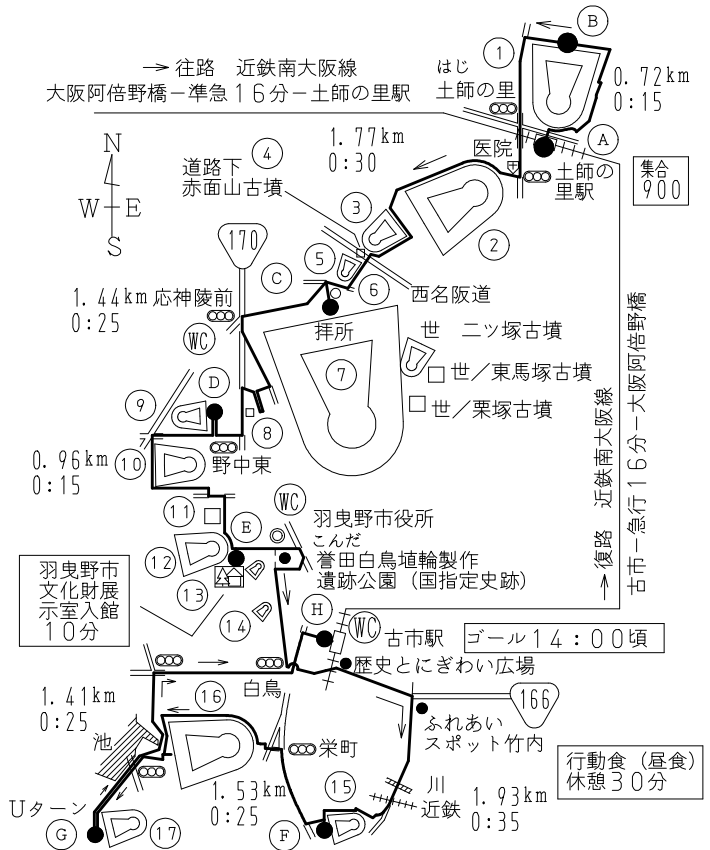 → 往路 近鉄南大阪線
大阪阿倍野橋－準急16分－土師の里駅
N
W E
S
B
①
はじ
土師の里
0.72km
0:15
A
医院
土師の
里駅
集合
900
1.77km
0:30
④
道路下
赤面山古墳
③
②
⑤
⑥
西名阪道
170
C
1.44km
0:25
応神陵前
WC
拝所
⑦
世 二ツ塚古墳
世／東馬塚古墳
世／栗塚古墳
→復路 近鉄南大阪線
古市－急行16分－大阪阿倍野橋
D
⑨
⑧
野中東
⑩
0.96km
0:15
⑪
WC
E
羽曳野市役所
こんだ
誉田白鳥埴輪製作
遺跡公園（国指定史跡）
⑫
⑬
⑭
羽曳野市
文化財展
示室入館
10分
H
WC
古市駅
ゴール14：00頃
歴史とにぎわい広場
白鳥
166
1.41km
0:25
⑯
ふれあい
スポット竹内
池
栄町
行動食（昼食）
休憩30分
1.53km
0:25
⑮
川
近鉄
1.93km
0:35
Uターン
G
⑰
F